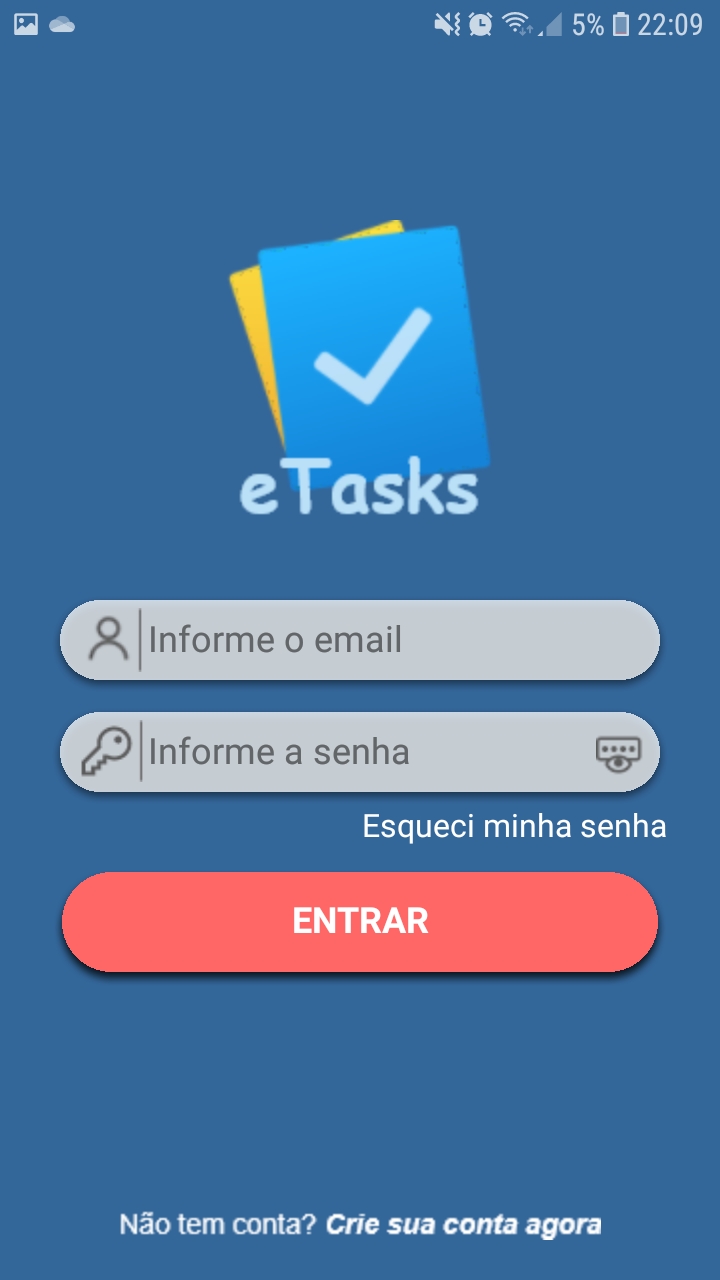 5% 22:09
eTasks
Informe o email
Informe a senha
Esqueci minha senha
ENTRAR
Não tem conta? Crie sua conta agora